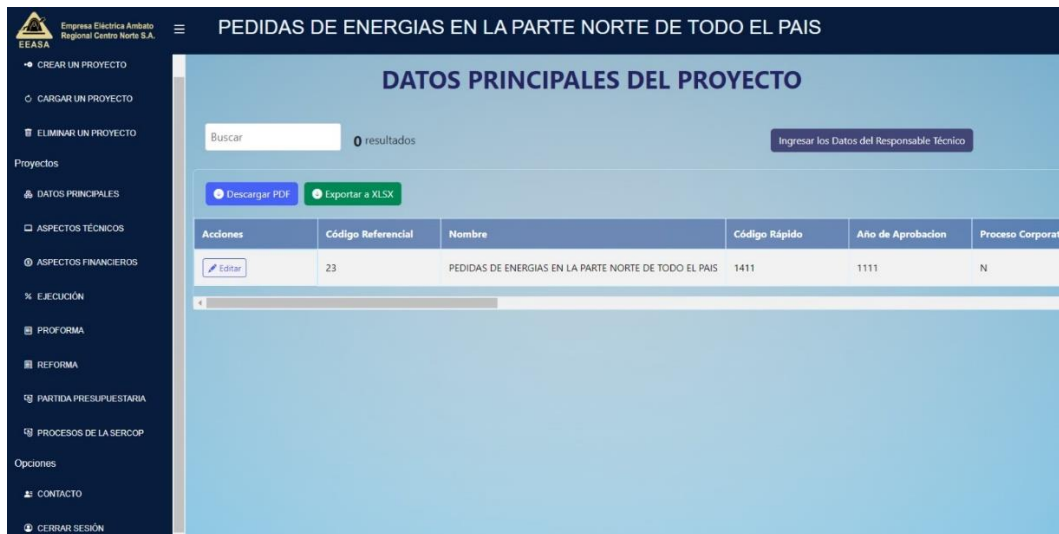 Empresa Eléctrica Ambato
Regional Centro Norte S.A.
EEASA
PEDIDAS DE ENERGIAS EN LA PARTE NORTE DE TODO EL PAIS
CREAR UN PROYECTO
CARGAR UN PROYECTO
ELIMINAR UN PROYECTO
Proyectos
DATOS PRINCIPALES
ASPECTOS TÉCNICOS
ASPECTOS FINANCIEROS
% EJECUCIÓN
PROFORMA
REFORMA
PARTIDA PRESUPUESTARIA
PROCESOS DE LA SERCOP
Opciones
CONTACTO
CERRAR SESIÓN
DATOS PRINCIPALES DEL PROYECTO
Buscar 0 resultados Ingresar los Datos del Responsable Técnico
Descargar PDF Exportar a XLSX
Acciones Código Referencial Nombre Código Rápido Año de Aprobacion Proceso Corporat
Editar 23 PEDIDAS DE ENERGIAS EN LA PARTE NORTE DE TODO EL PAIS 1411 1111 N